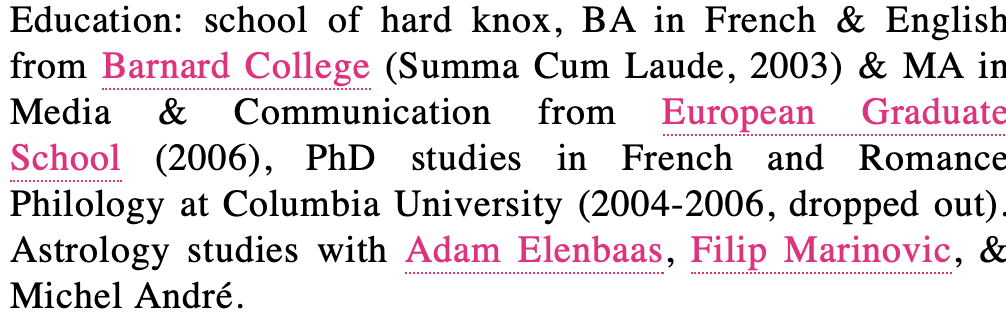 Education: school of hard knox, BA in French & English
from Barnard College (Summa Cum Laude, 2003) & MA in
Media & Communication from European Graduate
School (2006), PhD studies in French and Romance
Philology at Columbia University (2004-2006, dropped out).
Astrology studies with Adam Elenbaas, Filip Marinovic, &
Michel André.